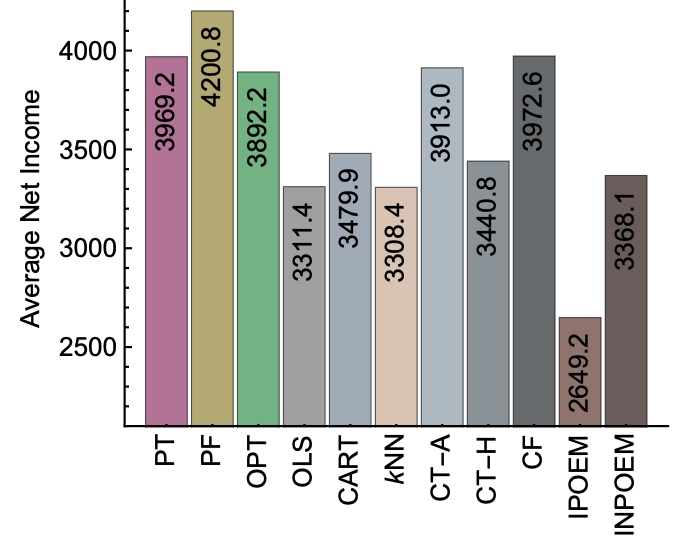 Average Net Income
4000
3500
3000
2500
3969.2
4200.8
3892.2
3311.4
3479.9
3308.4
3913.0
3440.8
3972.6
2649.2
3368.1
PT
PF
OPT
OLS
CART
kNN
CT−A
CT−H
CF
IPOEM
INPOEM